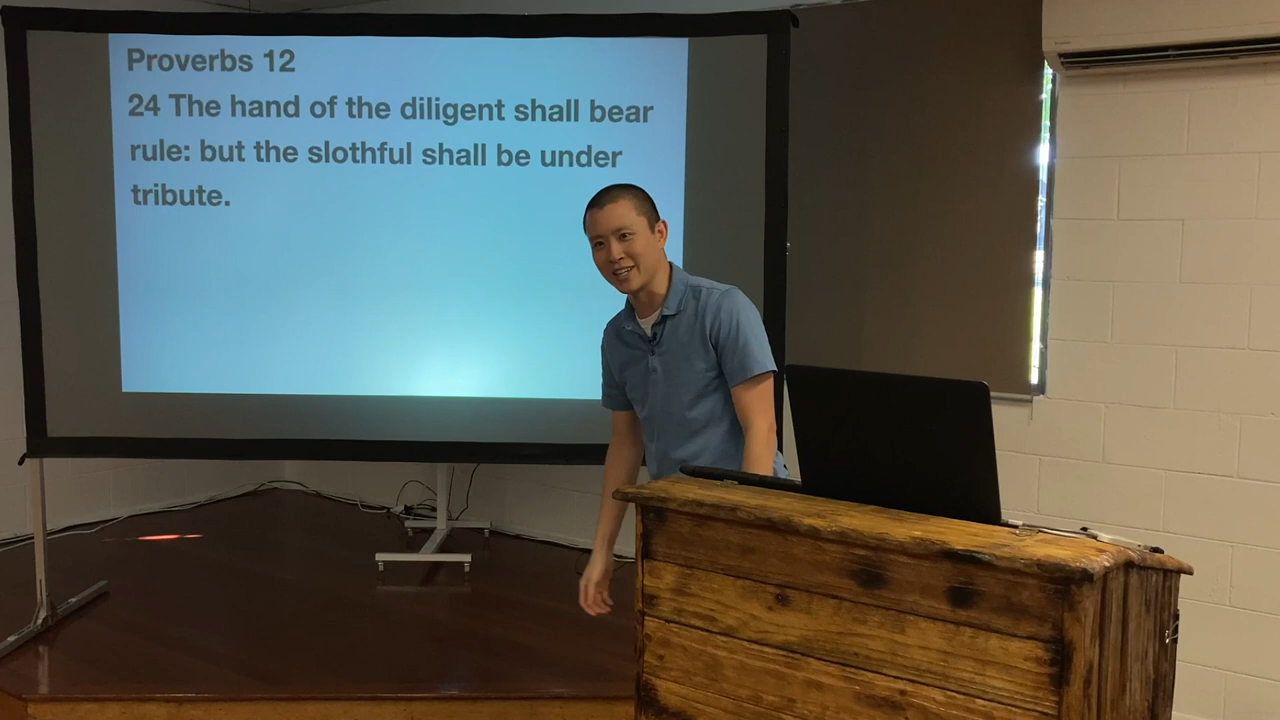 Proverbs 12
24 The hand of the diligent shall bear
rule: but the slothful shall be under
tribute.